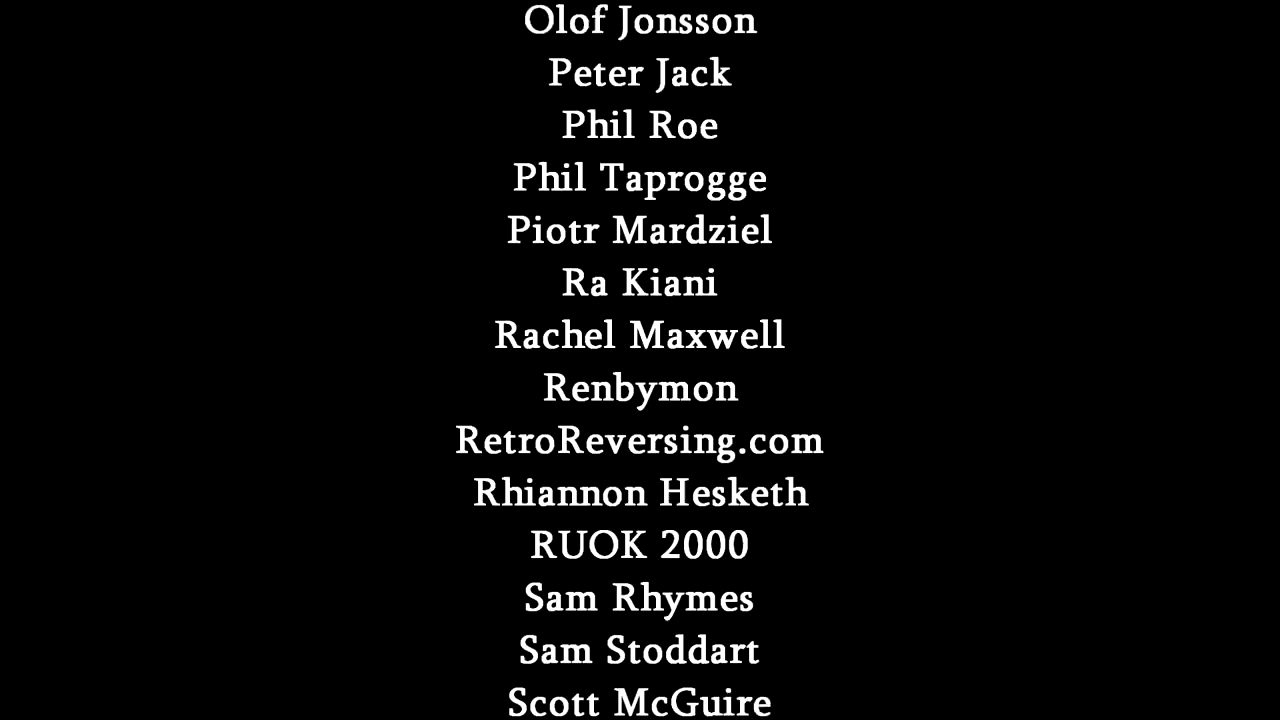 Olof Jonsson
Peter Jack
Phil Roe
Phil Taprogge
Piotr Mardziel
Ra Kiani
Rachel Maxwell
Renbymon
RetroReversing.com
Rhiannon Hesketh
RUOK 2000
Sam Rhymes
Sam Stoddart
Scott McGuire